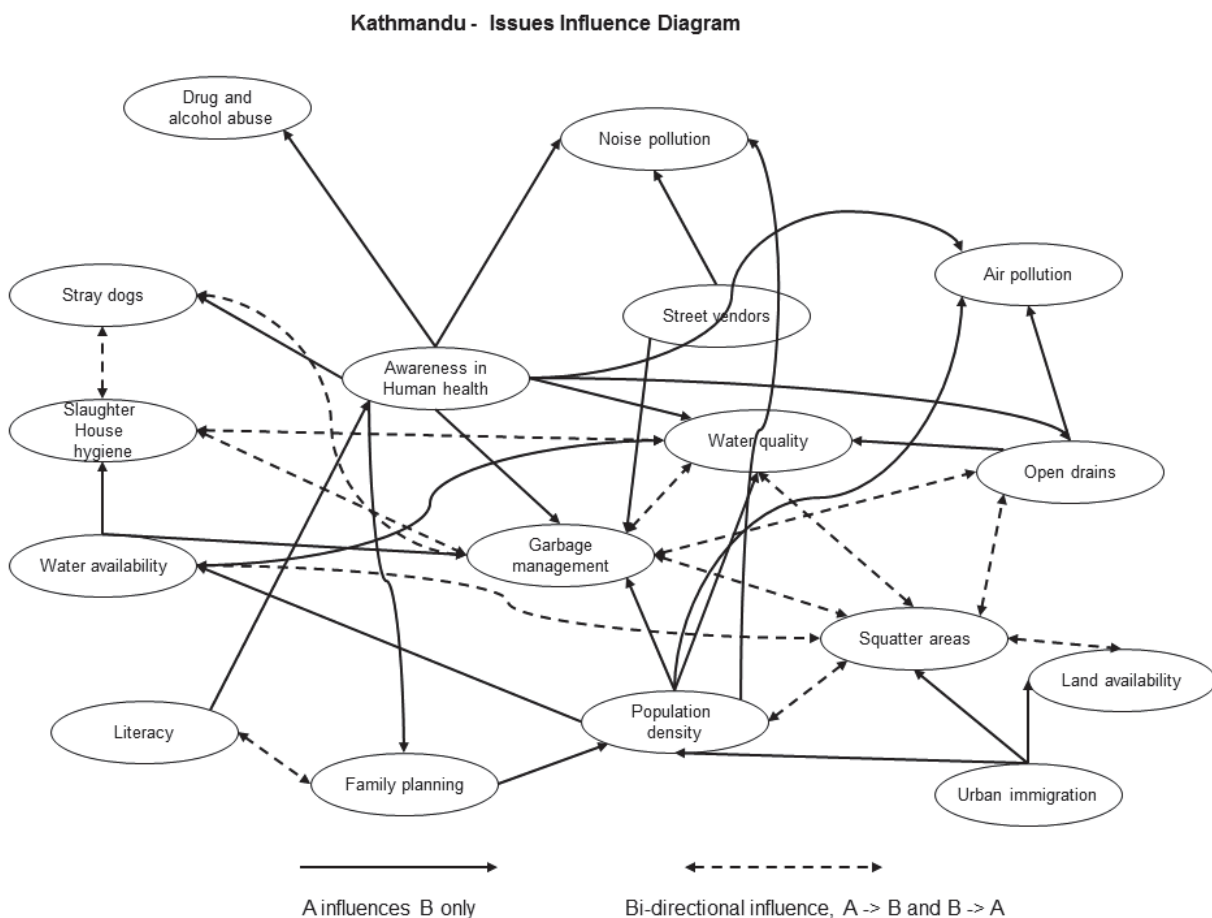 Kathmandu - Issues Influence Diagram
Drug and
alcohol abuse
Noise pollution
Air pollution
Stray dogs
Street vendors
Awareness in
Human health
Slaughter
House
hygiene
Water quality
Open drains
Garbage
management
Water availability
Squatter areas
Land availability
Population
density
Literacy
Family planning
Urban immigration
A influences B only
Bi-directional influence, A -> B and B -> A